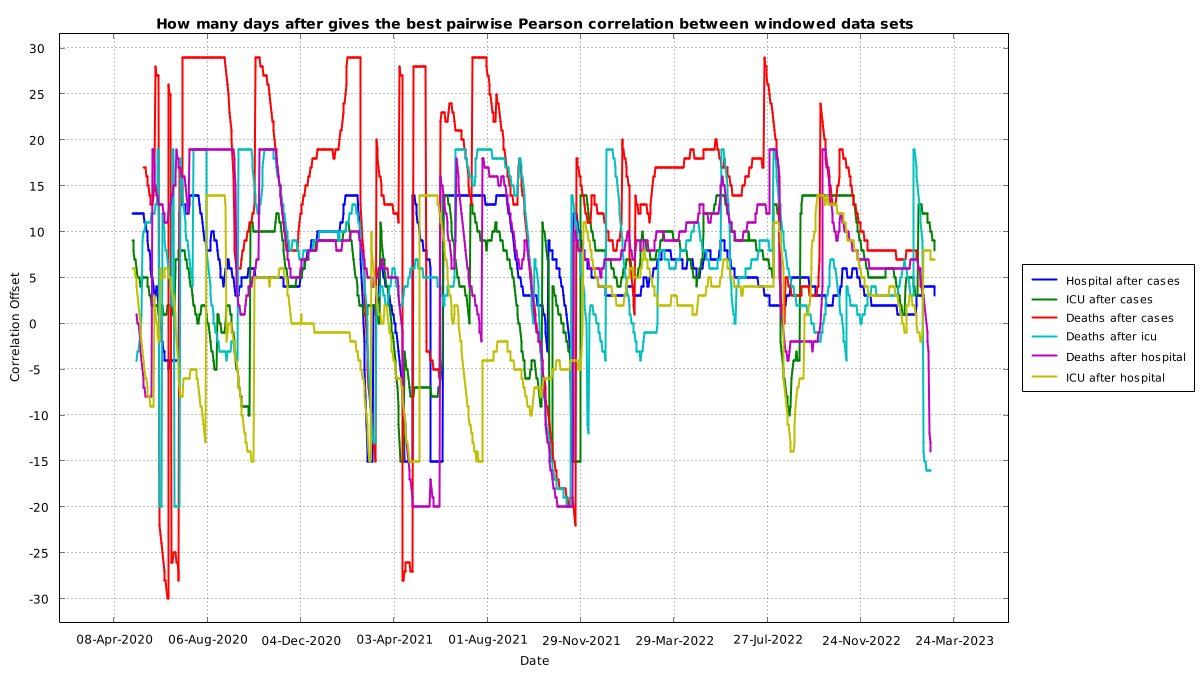 How many days after gives the best pairwise Pearson correlation between windowed data sets
30
25
20
15
10
5
0
-5
-10
-15
-20
-25
-30
Correlation Offset
08-Apr-2020
06-Aug-2020
04-Dec-2020
03-Apr-2021
01-Aug-2021
29-Nov-2021
29-Mar-2022
27-Jul-2022
24-Nov-2022
24-Mar-2023
Date
Hospital after cases
ICU after cases
Deaths after cases
Deaths after icu
Deaths after hospital
ICU after hospital